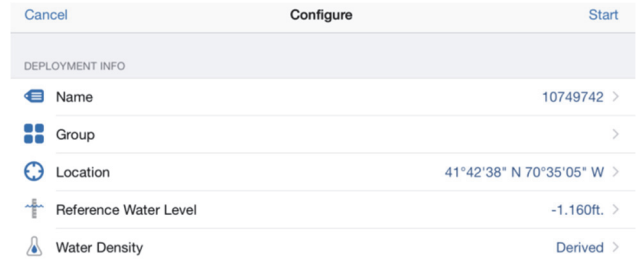 Cancel Configure Start
DEPLOYMENT INFO
Name 10749742
Group
Location 41°42'38" N 70°35'05" W
Reference Water Level -1.160ft.
Water Density Derived